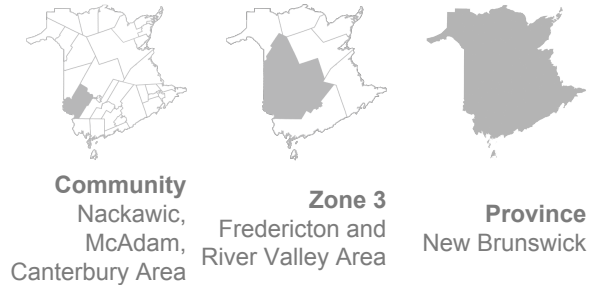 Community
Nackawic,
McAdam,
Canterbury Area
Zone 3
Fredericton and
River Valley Area
Province
New Brunswick